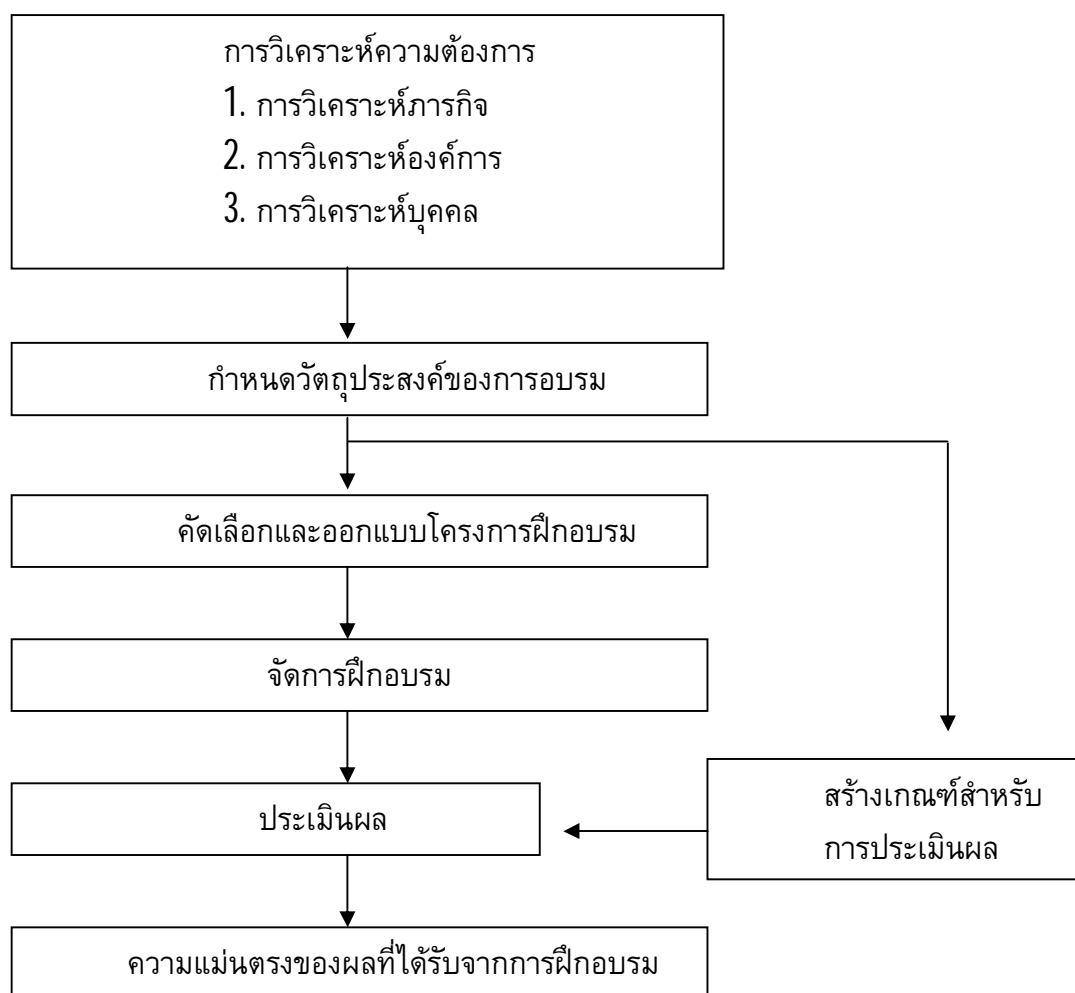 การวิเคราะห์ความต้องการ
1. การวิเคราะห์ภารกิจ
2. การวิเคราะห์องค์การ
3. การวิเคราะห์บุคคล
กำหนดวัตถุประสงค์ของการอบรม
คัดเลือกและออกแบบโครงการฝึกอบรม
จัดการฝึกอบรม
ประเมินผล
สร้างเกณฑ์สำหรับ
การประเมินผล
ความแม่นตรงของผลที่ได้รับจากการฝึกอบรม